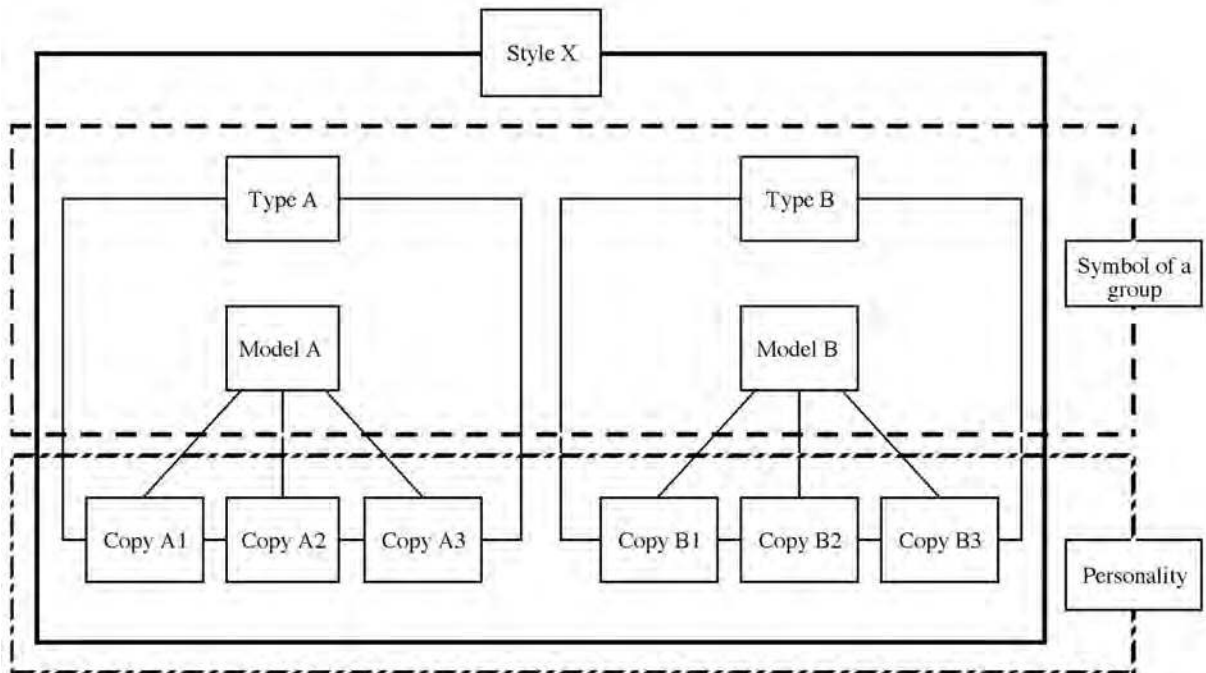 Style X
Type A
Type B
Symbol of a
group
Model A
Model B
Copy A1
Copy A2
Copy A3
Copy B1
Copy B2
Copy B3
Personality